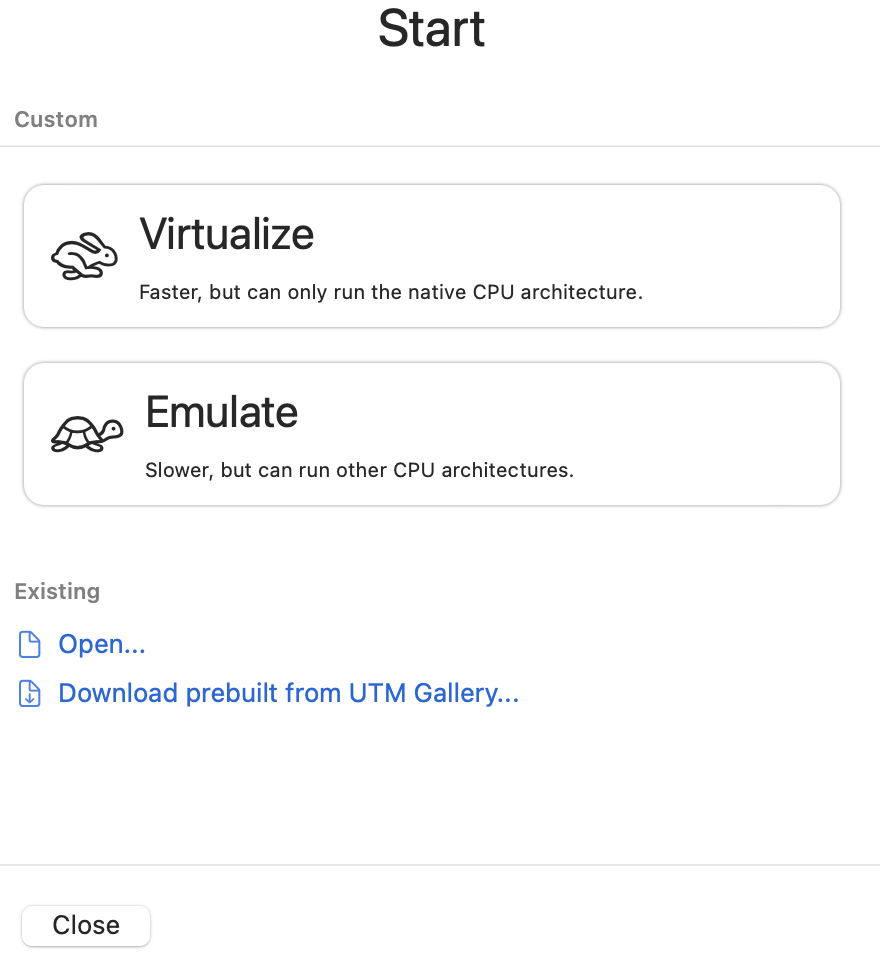 Start
Custom
Virtualize
Faster, but can only run the native CPU architecture.
Emulate
Slower, but can run other CPU architectures.
Existing
Open...
Download prebuilt from UTM Gallery...
Close